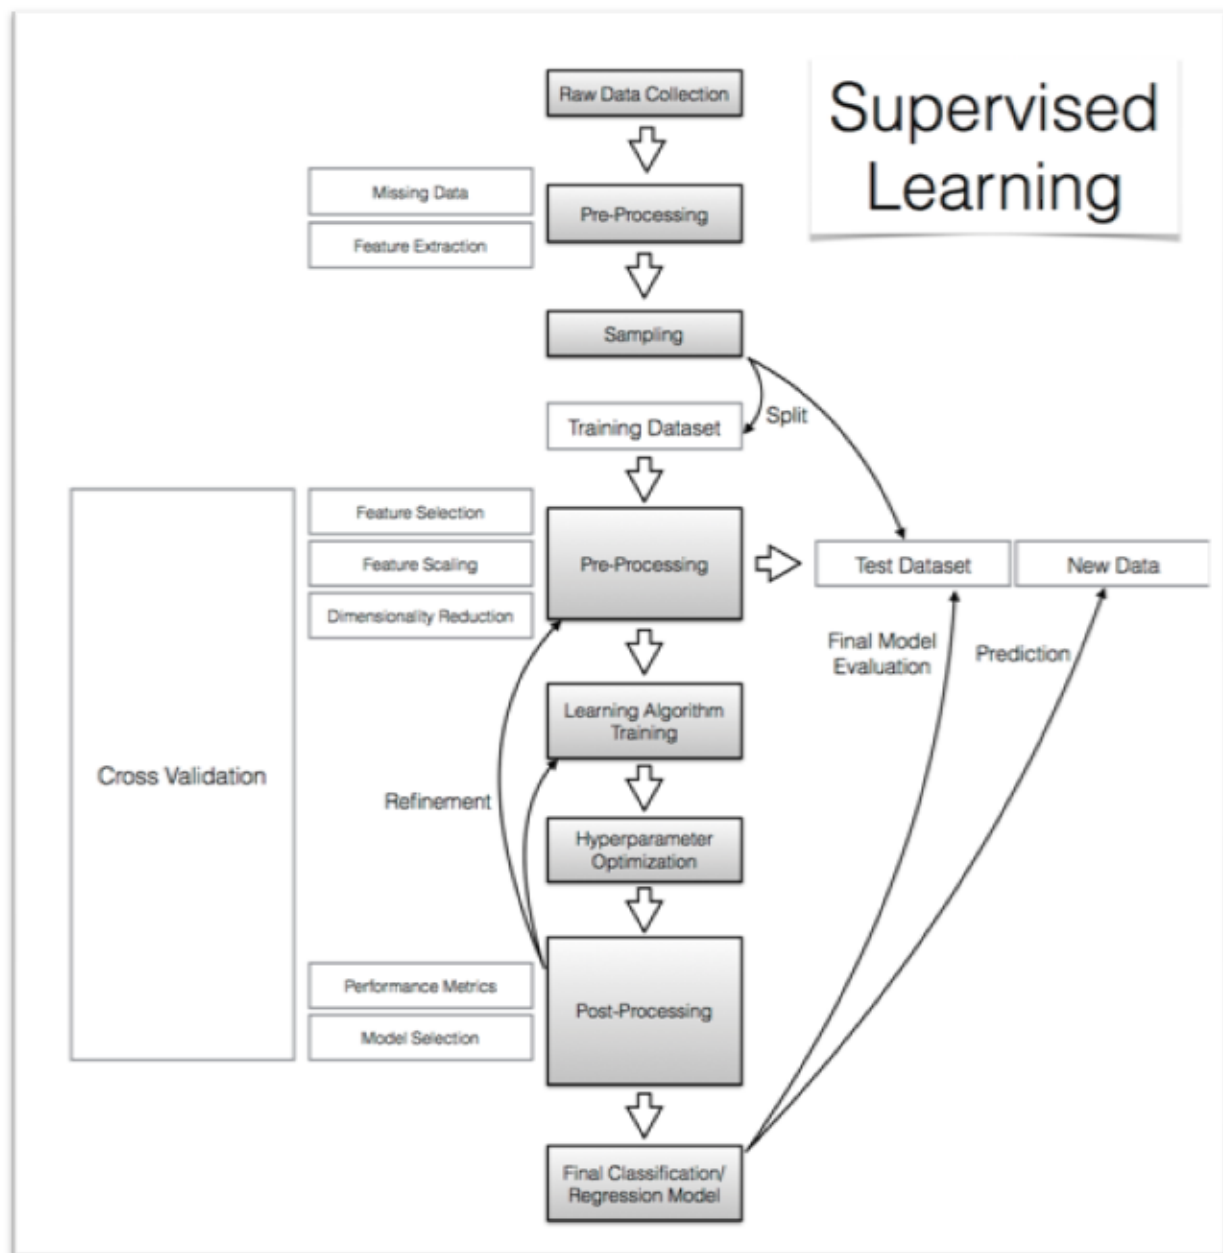 Supervised
Learning
Raw Data Collection
Missing Data
Feature Extraction
Pre-Processing
Sampling
Split
Training Dataset
Cross Validation
Feature Selection
Feature Scaling
Dimensionality Reduction
Pre-Processing
Test Dataset
New Data
Final Model
Evaluation
Prediction
Learning Algorithm
Training
Refinement
Hyperparameter
Optimization
Performance Metrics
Model Selection
Post-Processing
Final Classification/
Regression Model